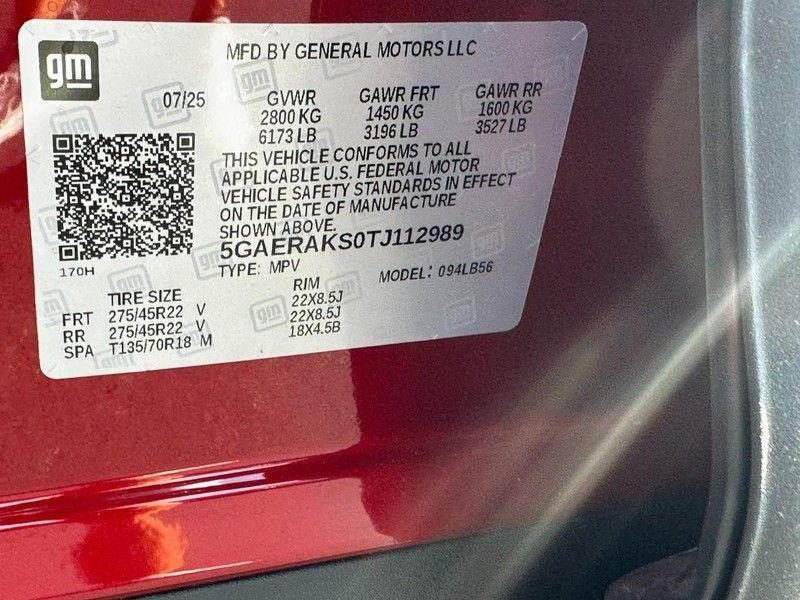 gm
MFD BY GENERAL MOTORS LLC
07/25 GVWR GAWR FRT GAWR RR
2800 KG 1450 KG 1600 KG
6173 LB 3196 LB 3527 LB
THIS VEHICLE CONFORMS TO ALL
APPLICABLE U.S. FEDERAL MOTOR
VEHICLE SAFETY STANDARDS IN EFFECT
ON THE DATE OF MANUFACTURE
SHOWN ABOVE.
5GAERAKS0TJ112989
170H
TYPE: MPV MODEL: 094LB56
TIRE SIZE RIM
FRT 275/45R22 V 22X8.5J
RR 275/45R22 V 22X8.5J
SPA T135/70R18 M 18X4.5B